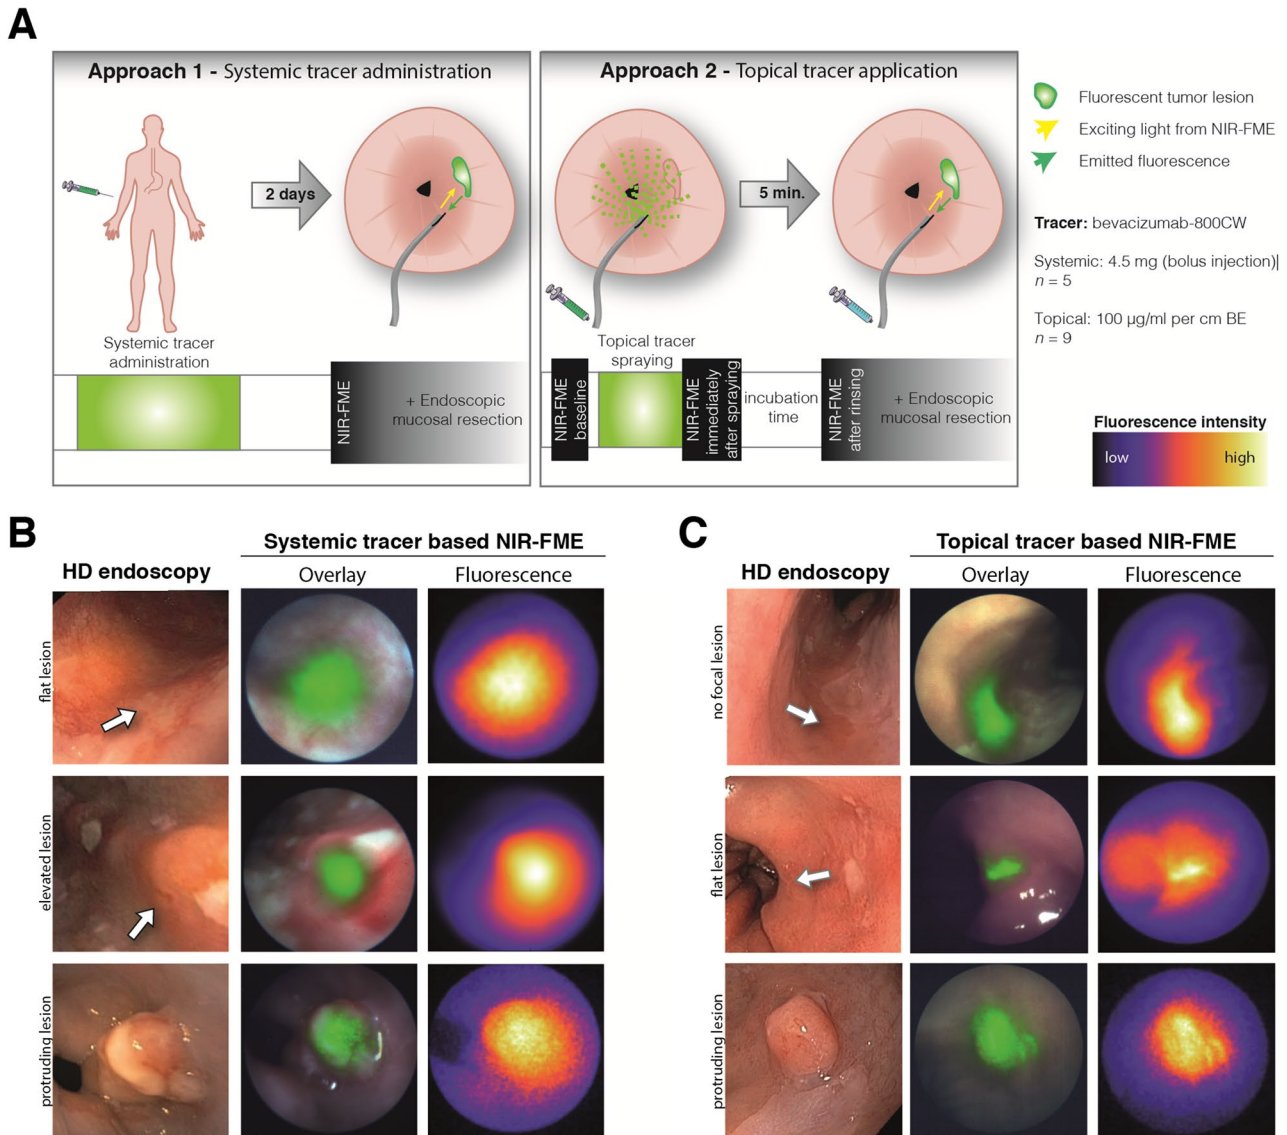 A
Approach 1 - Systemic tracer administration
2 days
Systemic tracer
administration
NIR-FME
+ Endoscopic
mucosal resection
Approach 2 - Topical tracer application
5 min.
Topical tracer
spraying
NIR-FME
baseline
NIR-FME
immediately
after spraying
incubation
time
NIR-FME
after rinsing
+ Endoscopic
mucosal resection
Fluorescent tumor lesion
Exciting light from NIR-FME
Emitted fluorescence
Tracer: bevacizumab-800CW
Systemic: 4.5 mg (bolus injection)|
n = 5
Topical: 100 µg/ml per cm BE
n = 9
Fluorescence intensity
low high
B
Systemic tracer based NIR-FME
HD endoscopy Overlay Fluorescence
flat lesion
elevated lesion
protruding lesion
C
Topical tracer based NIR-FME
HD endoscopy Overlay Fluorescence
no focal lesion
flat lesion
protruding lesion